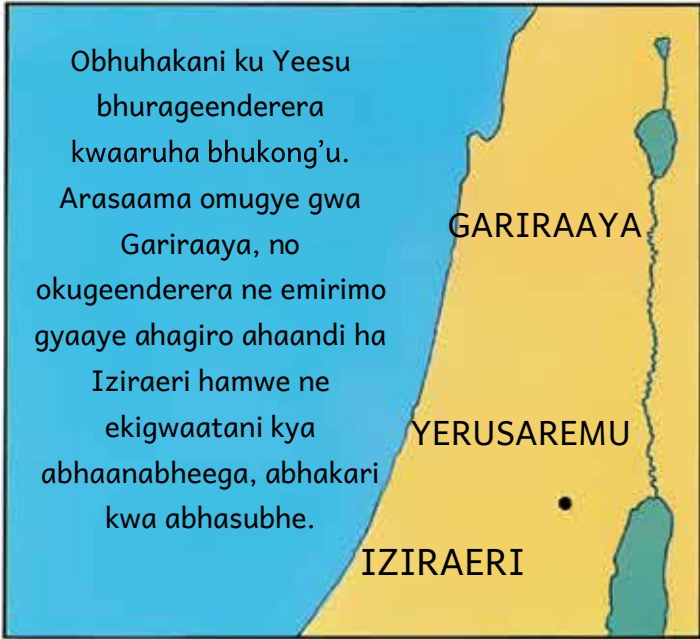 Obhuhakani ku Yeesu
bhurageenderera
kwaaruha bhukong'u.
Arasaama omugye gwa
Gariraaya, no
okugeenderera ne emirimo
gyaaye ahagiro ahaandi ha
Iziraeri hamwe ne
ekigwaatani kya
abhaanabheega, abhakari
kwa abhasubhe.
GARIRAAYA
YERUSAREMU
IZIRAERI